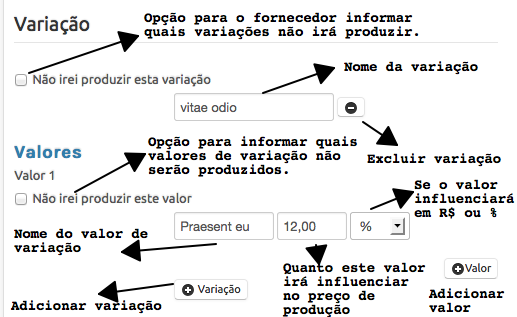 Variação
Opção para o fornecedor informar
quais variações não irá produzir.
Não irei produzir esta variação
Nome da variação
vitae odio
Excluir variação
Valores
Opção para informar quais
valores de variação não
serão produzidos.
Valor 1
Não irei produzir este valor
Se o valor
influenciará
em R$ ou %
Praesent eu
12,00
%
Nome do valor de
variação
Quanto este valor
irá influenciar
no preço de
produção
Valor
Adicionar
valor
Variação
Adicionar variação